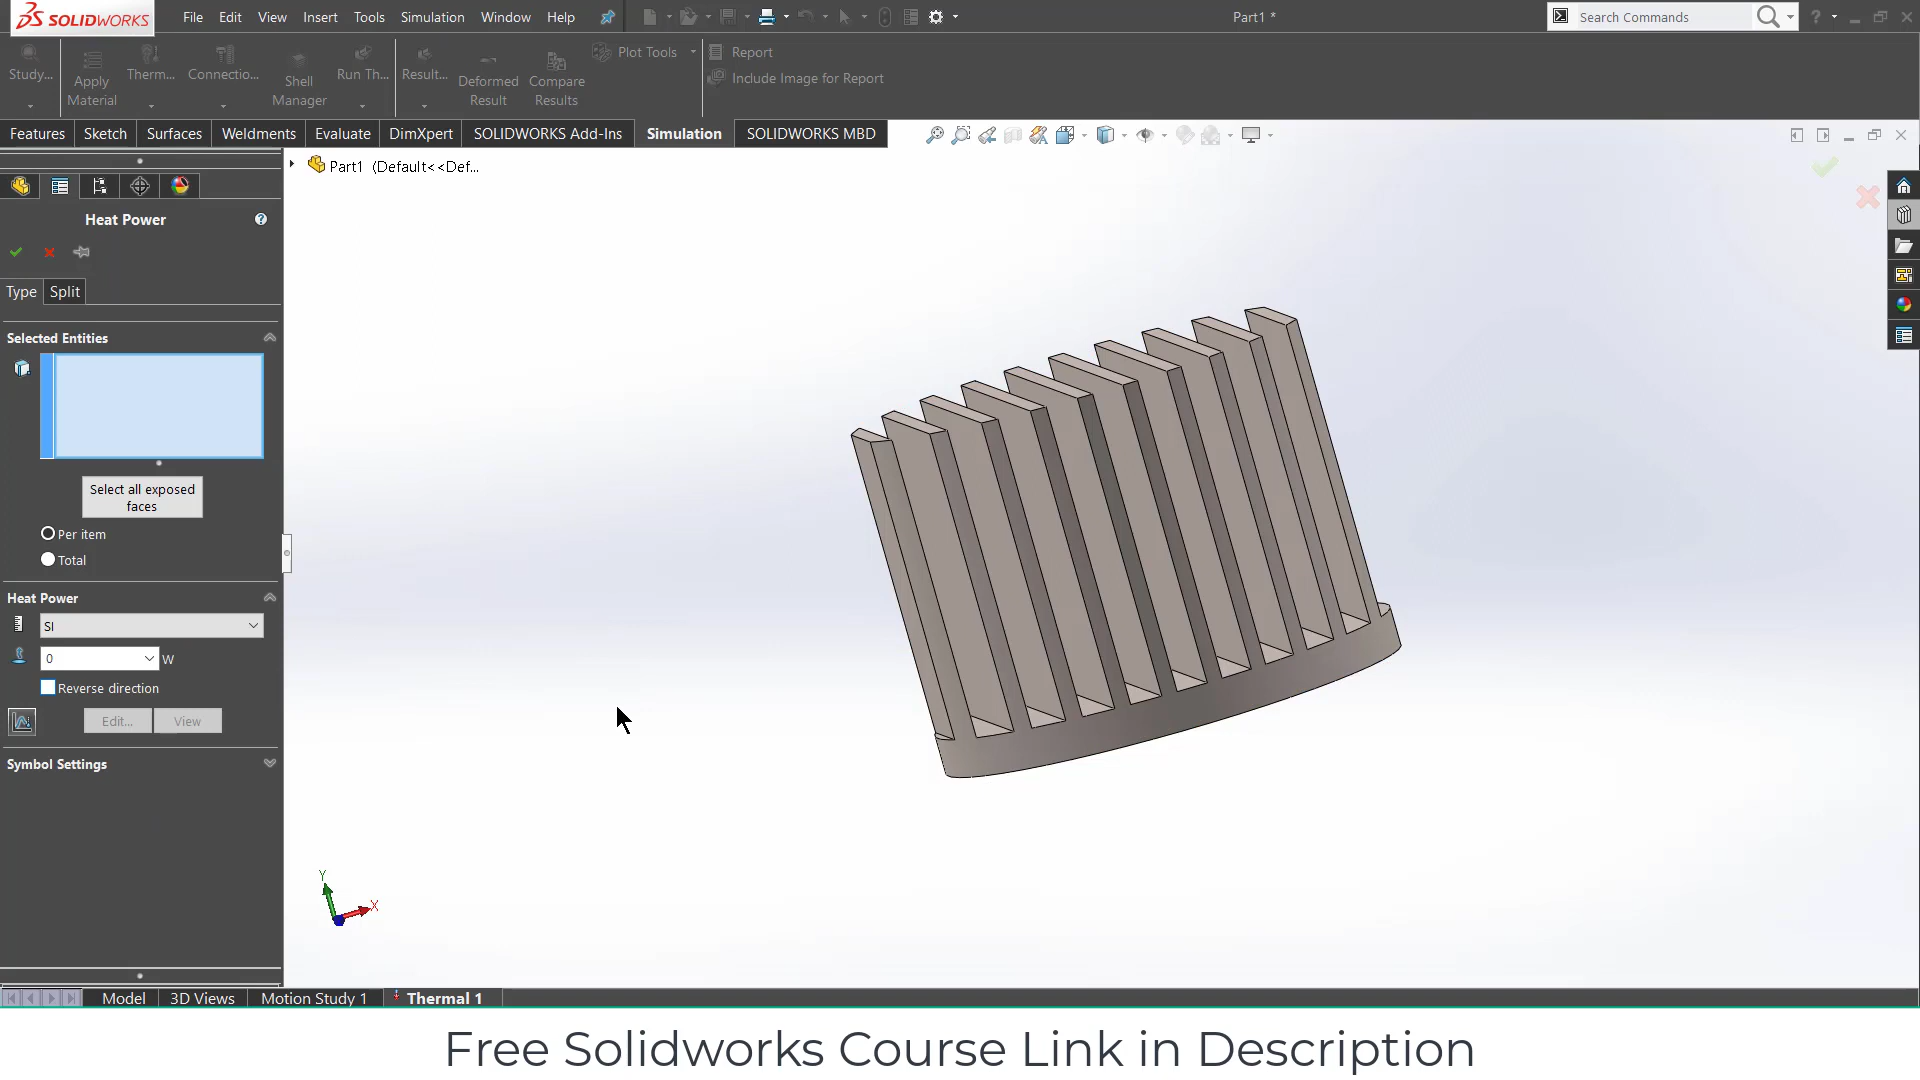 SOLIDWORKS File Edit View Insert Tools Simulation Window Help Part1 * Search Commands ?
Study... Apply Material Therm... Connectio... Shell Manager Run Th... Result... Deformed Result Compare Results Plot Tools Report
Include Image for Report
Features Sketch Surfaces Weldments Evaluate DimXpert SOLIDWORKS Add-Ins Simulation SOLIDWORKS MBD
Part1 (Default<<Def...
Heat Power ?
Type Split
Selected Entities
Select all exposed
faces
Per item
Total
Heat Power
SI
0 W
Reverse direction
Edit... View
Symbol Settings
Y
X
Model 3D Views Motion Study 1 Thermal 1
Free Solidworks Course Link in Description